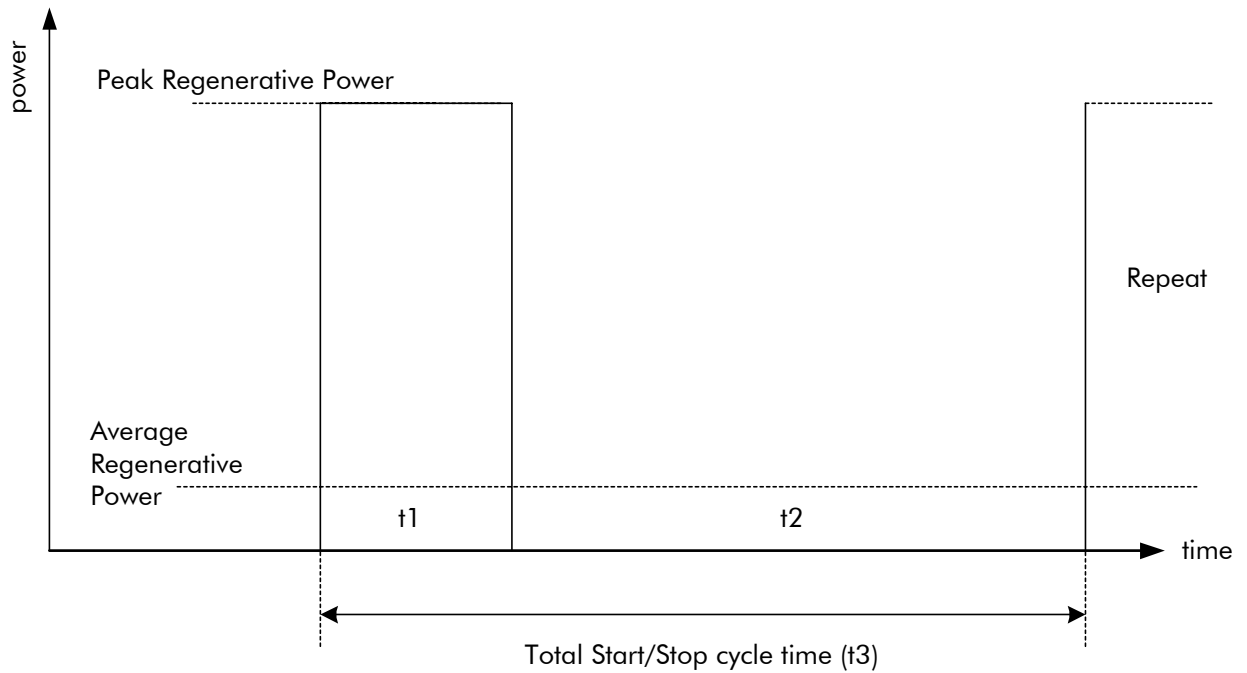 power
Peak Regenerative Power
Repeat
Average
Regenerative
Power
t1
t2
time
Total Start/Stop cycle time (t3)